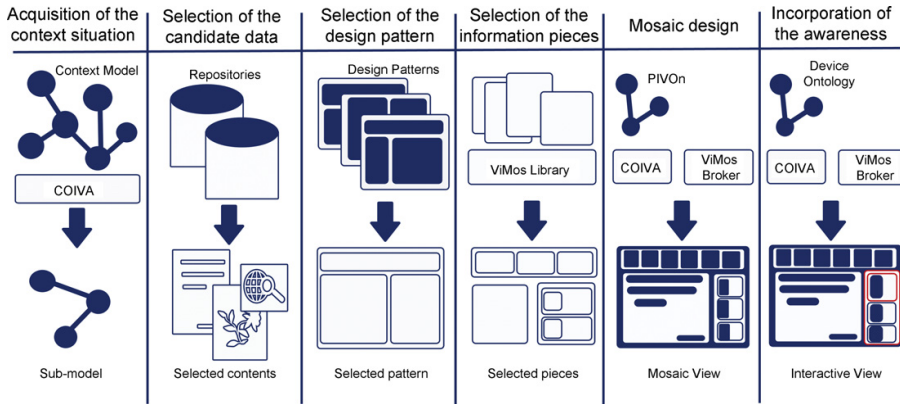 Acquisition of the
context situation
Selection of the
candidate data
Selection of the
design pattern
Selection of the
information pieces
Mosaic design
Incorporation of
the awareness
Context Model
COIVA
Sub-model
Repositories
Selected contents
Design Patterns
Selected pattern
ViMos Library
Selected pieces
PIVOn
COIVA
ViMos
Broker
Mosaic View
Device
Ontology
COIVA
ViMos
Broker
Interactive View